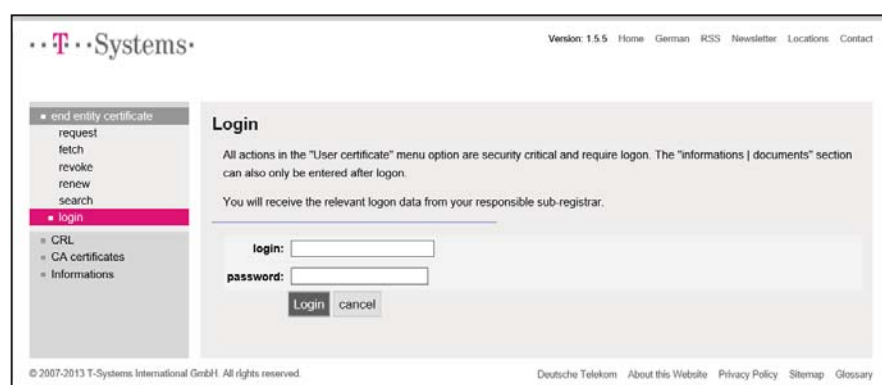 ··T··Systems·
Version: 1.5.5 Home German RSS Newsletter Locations Contact
end entity certificate
request
fetch
revoke
renew
search
login
CRL
CA certificates
Informations
Login
All actions in the "User certificate" menu option are security critical and require logon. The "informations | documents" section
can also only be entered after logon.
You will receive the relevant logon data from your responsible sub-registrar.
login:
password:
Login cancel
© 2007-2013 T-Systems International GmbH. All rights reserved.
Deutsche Telekom About this Website Privacy Policy Sitemap Glossary